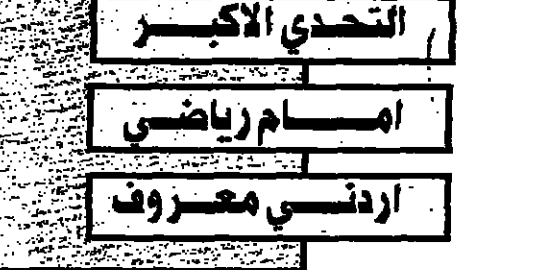 التحدي الاكبر
امام رياضي
اردني معروف